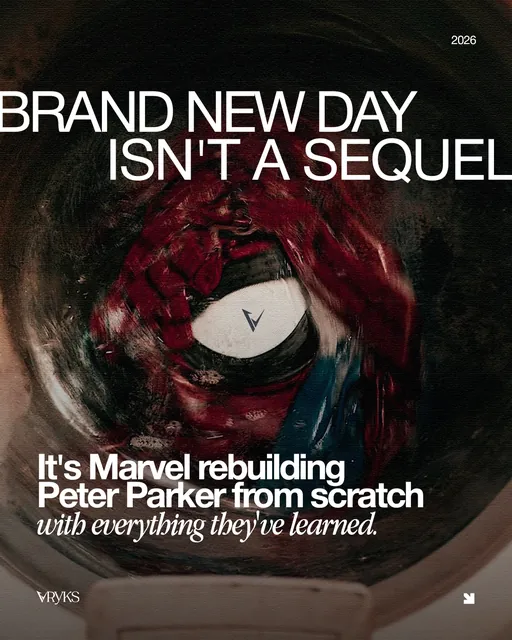 2026
BRAND NEW DAY
ISN'T A SEQUEL
It's Marvel rebuilding
Peter Parker from scratch
with everything they've learned.
VRYKS